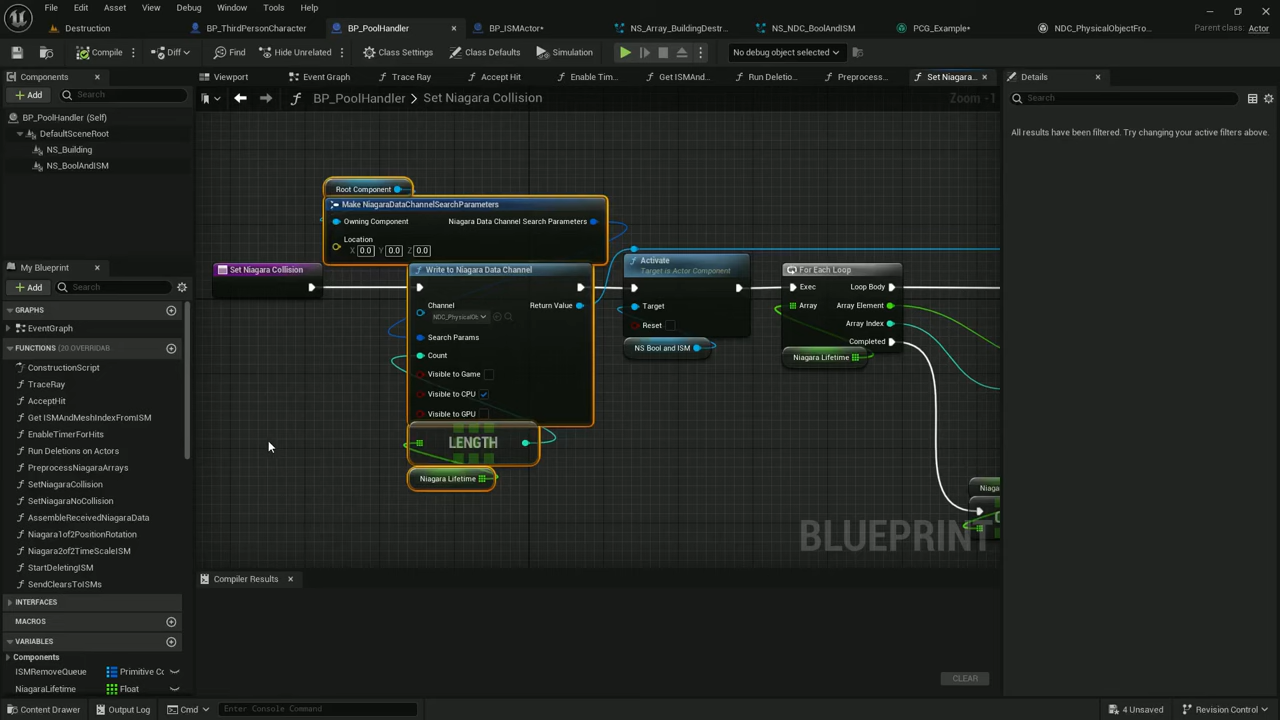 File Edit Asset View Debug Window Tools Help
Destruction BP_ThirdPersonCharacter BP_PoolHandler BP_ISMActor• NS_Array_BuildingDestr... NS_NDC_BoolAndISM PCG_Example• NDC_PhysicalObjectFro... Parent class: Actor
Compile Diff Find Hide Unrelated Class Settings Class Defaults Simulation No debug object selected
Components Viewport Event Graph Trace Ray Accept Hit Enable Tim... Get ISMAnd... Run Deletio... Preprocess... Set Niagara... Details
Add Search BP_PoolHandler > Set Niagara Collision Zoom -1 Search
BP_PoolHandler (Self)
DefaultSceneRoot
NS_Building
NS_BoolAndISM
All results have been filtered. Try changing your active filters above.
Root Component
Make NiagaraDataChannelSearchParameters
Owning Component Niagara Data Channel Search Parameters
Location
X 0.0 Y 0.0 Z 0.0
Set Niagara Collision
Write to Niagara Data Channel
Channel
NDC_PhysicalOb
Return Value
Search Params
Count
Visible to Game
Visible to CPU
Visible to GPU
LENGTH
Niagara Lifetime
Activate
Target is Actor Component
Target
Reset
NS Bool and ISM
For Each Loop
Exec Loop Body
Array Array Element
Array Index
Completed
Niagara Lifetime
Niag
BLUEPRINT
My Blueprint
Add Search
GRAPHS
EventGraph
FUNCTIONS (20 OVERRIDAB
ConstructionScript
TraceRay
AcceptHit
Get ISMAndMeshIndexFromISM
EnableTimerForHits
Run Deletions on Actors
PreprocessNiagaraArrays
SetNiagaraCollision
SetNiagaraNoCollision
AssembleReceivedNiagaraData
Niagara1of2PositionRotation
Niagara2of2TimeScaleISM
StartDeletingISM
SendClearsToISMs
INTERFACES
MACROS
VARIABLES
Components
ISMRemoveQueue Primitive Cc
NiagaraLifetime Float
Compiler Results
CLEAR
Content Drawer Output Log Cmd Enter Console Command 4 Unsaved Revision Control